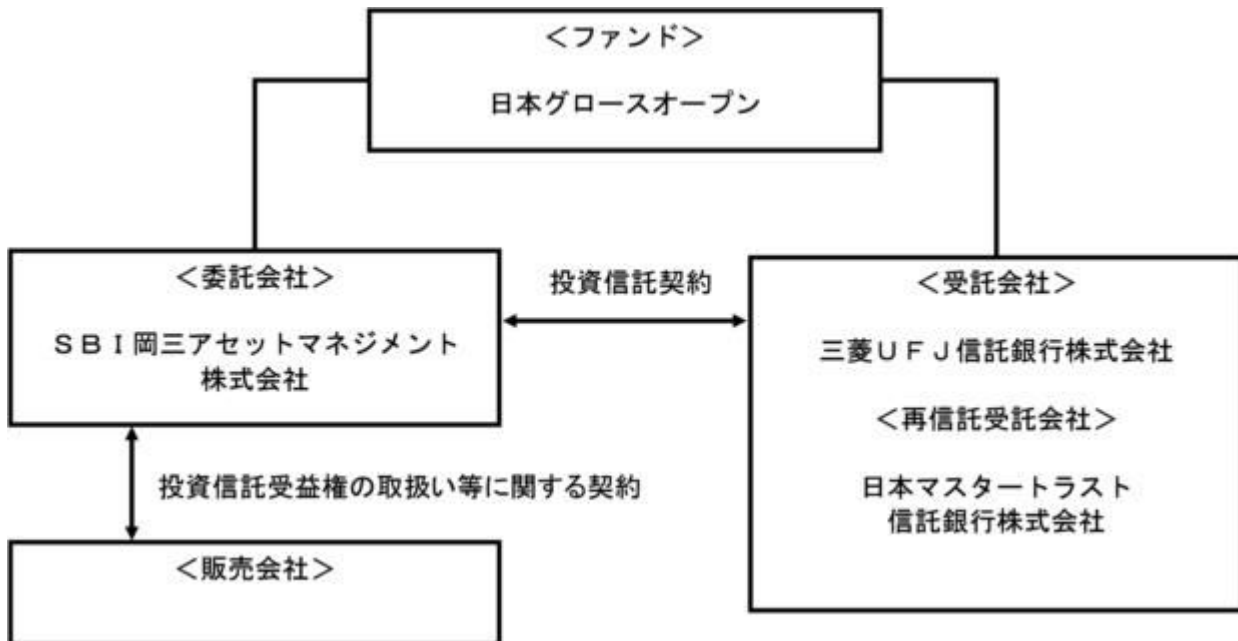 ＜ファンド＞
日本グロースオープン
＜委託会社＞
ＳＢＩ岡三アセットマネジメント
株式会社
投資信託契約
＜受託会社＞
三菱ＵＦＪ信託銀行株式会社
＜再信託受託会社＞
日本マスタートラスト
信託銀行株式会社
投資信託受益権の取扱い等に関する契約
＜販売会社＞